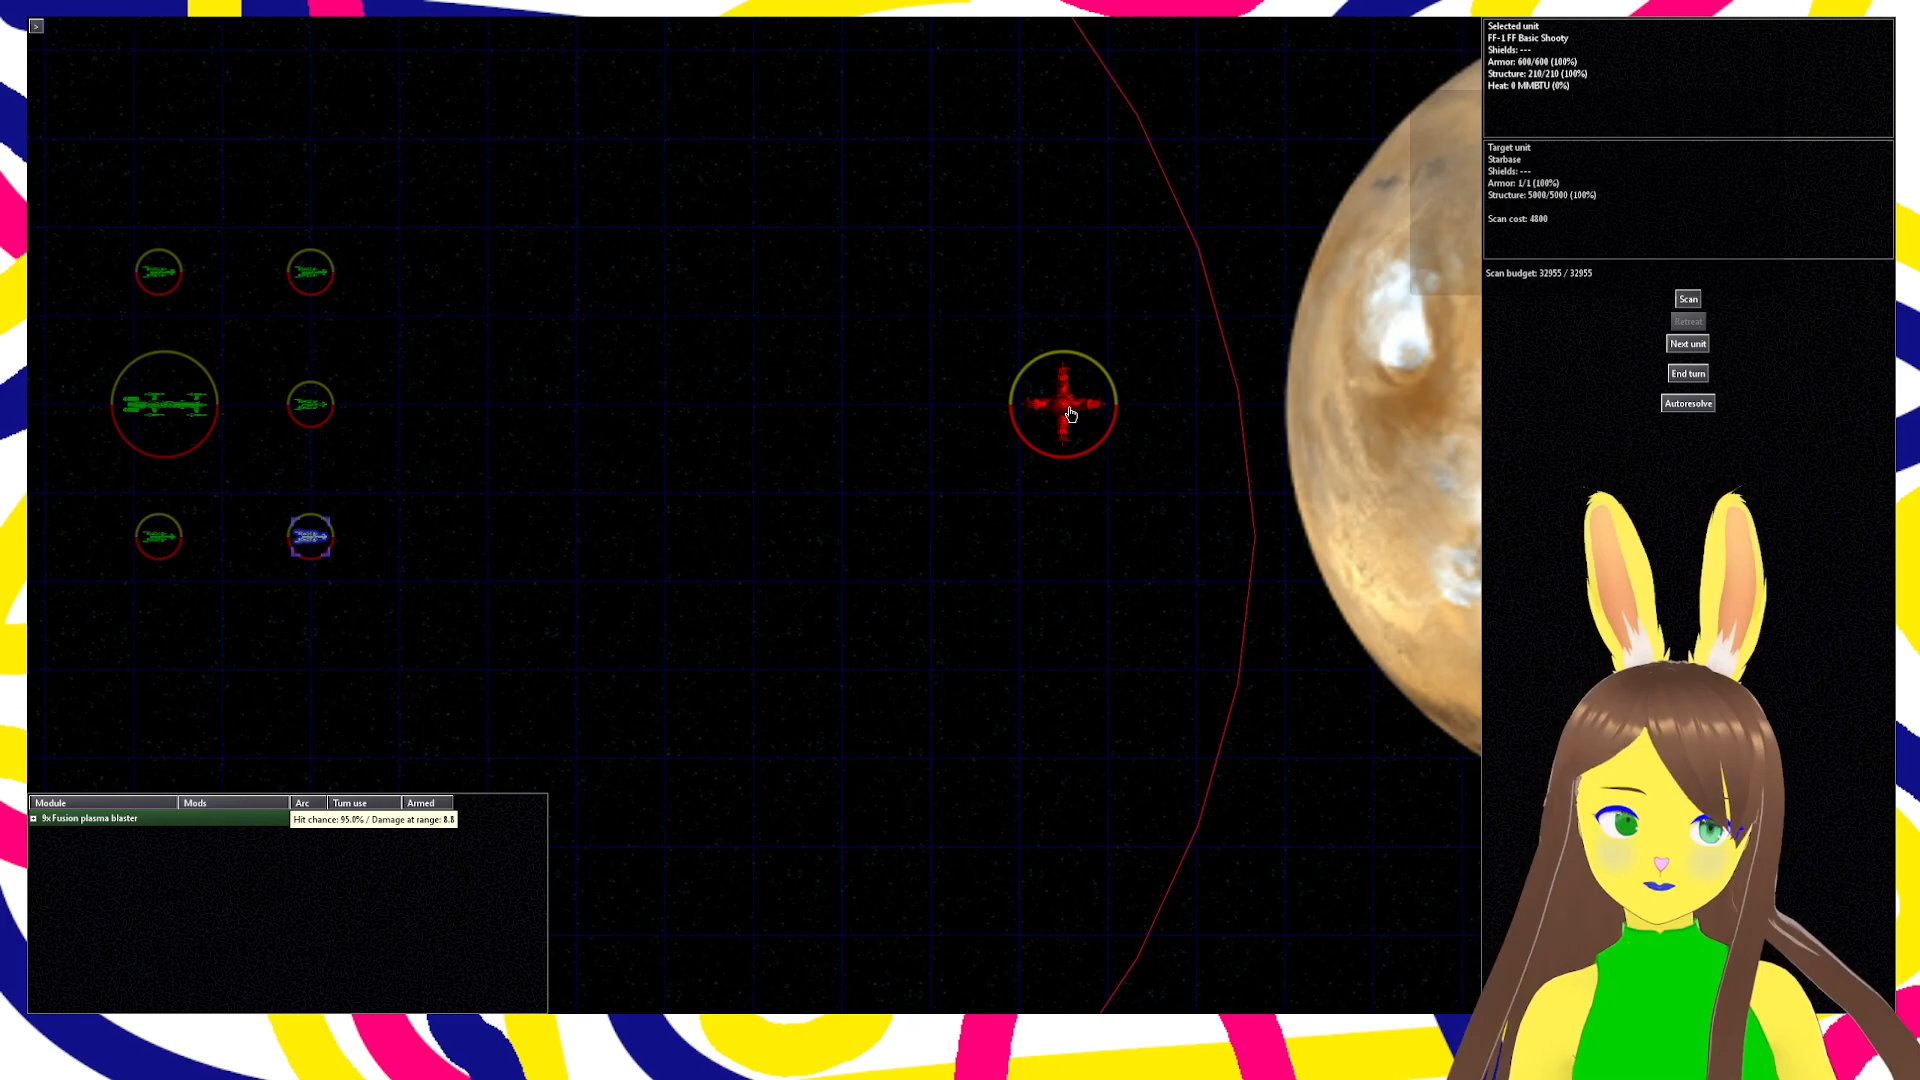 >
Selected unit
FF-1 FF Basic Shooty
Shields: ---
Armor: 600/600 (100%)
Structure: 210/210 (100%)
Heat: 0 MMBTU (0%)
Target unit
Starbase
Shields: ---
Armor: 1/1 (100%)
Structure: 5000/5000 (100%)
Scan cost: 4800
Scan budget: 32955 / 32955
Scan
Retreat
Next unit
End turn
Autoresolve
Module Mods Arc Turn use Armed
9x Fusion plasma blaster
Hit chance: 95.0% / Damage at range: 8.8